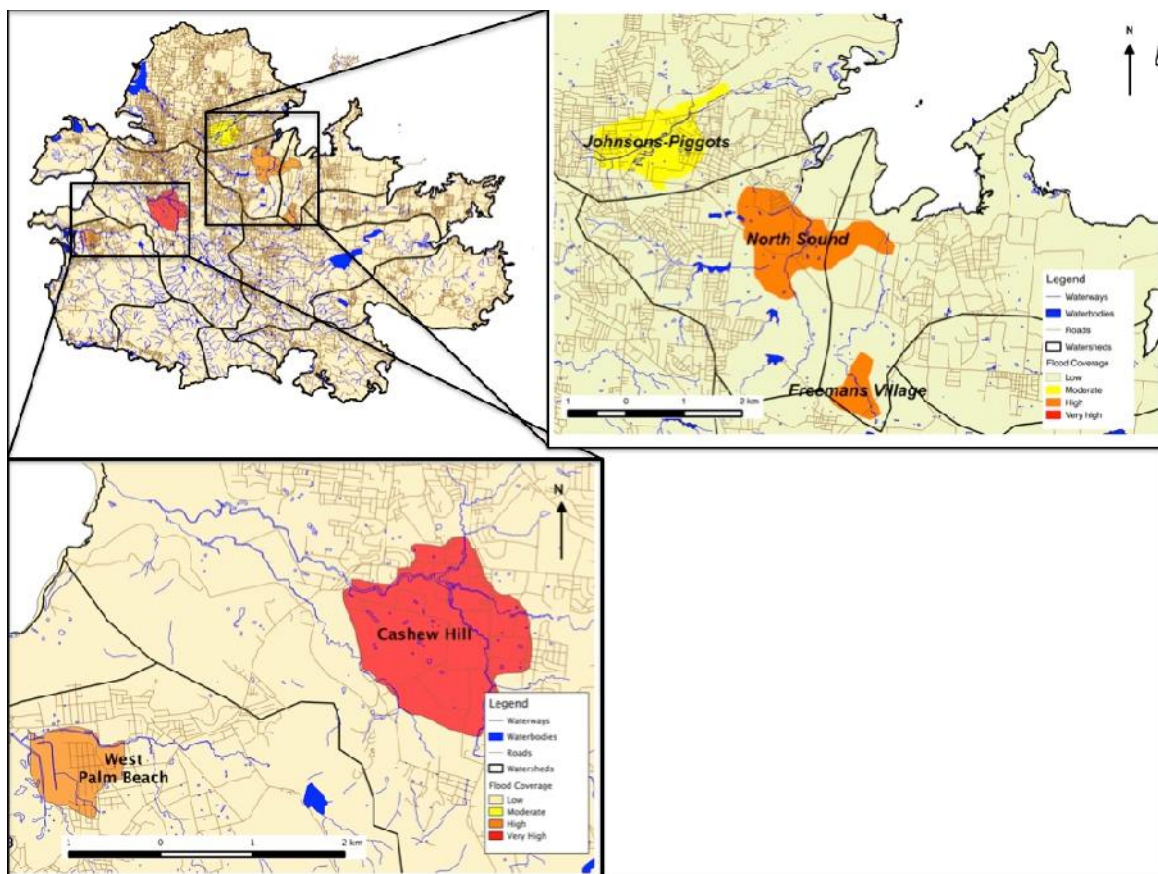 N
Johnsons-Piggots
North Sound
Freemans Village
Legend
Waterways
Waterbodies
Roads
Watersheds
Flood Coverage
Low
Moderate
High
Very high
1 0 1 2 km
N
Cashew Hill
West
Palm Beach
Legend
Waterways
Waterbodies
Roads
Watersheds
Flood Coverage
Low
Moderate
High
Very High
1 0 1 2 km